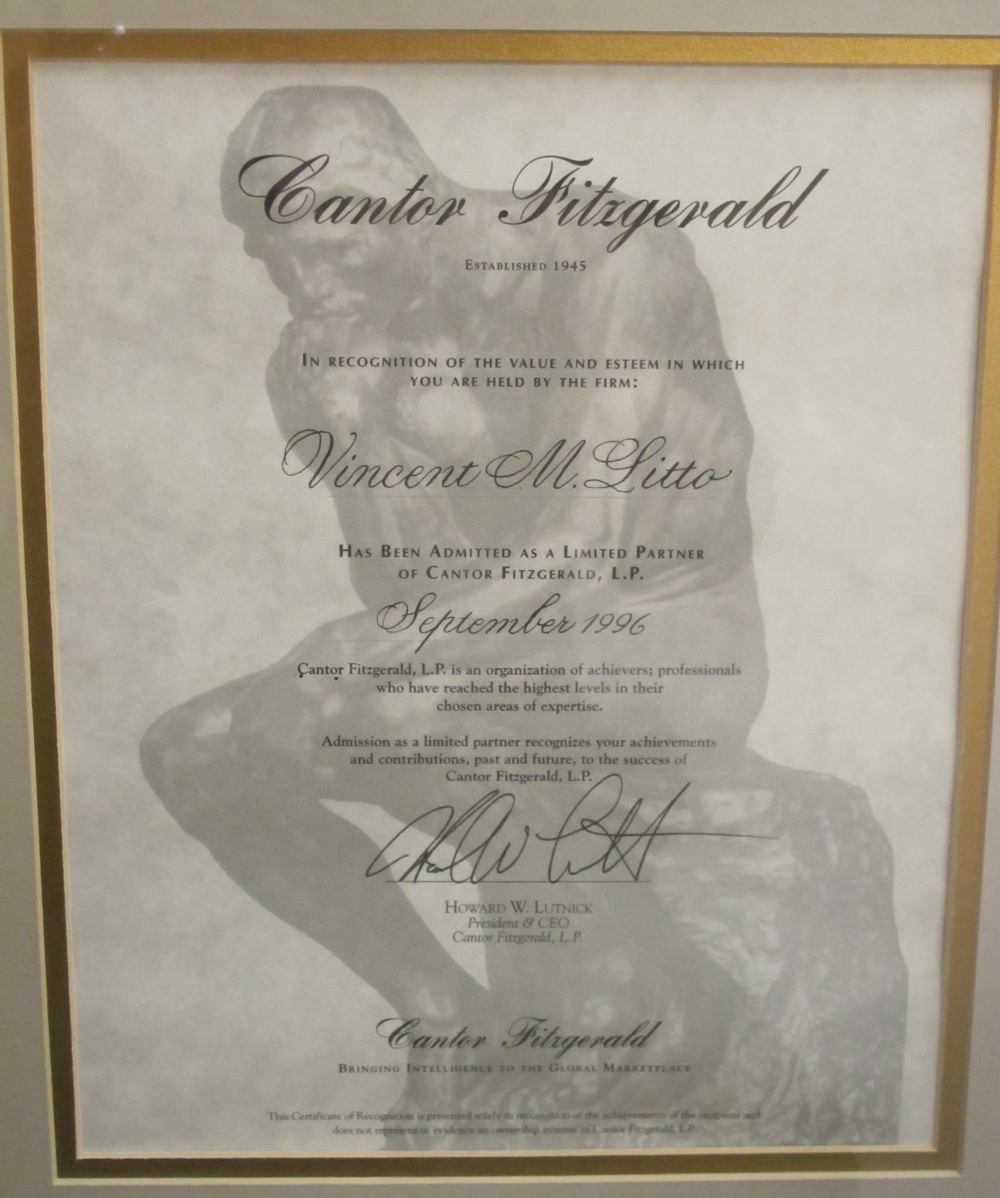 Cantor Fitzgerald
Established 1945
In recognition of the value and esteem in which
you are held by the firm:
Vincent M. Litto
Has Been Admitted as a Limited Partner
of Cantor Fitzgerald, L.P.
September 1996
Cantor Fitzgerald, L.P. is an organization of achievers; professionals
who have reached the highest levels in their
chosen areas of expertise.
Admission as a limited partner recognizes your achievements
and contributions, past and future, to the success of
Cantor Fitzgerald, L.P.
Howard W. Lutnick
President & CEO
Cantor Fitzgerald, L.P.
Cantor Fitzgerald
Bringing Intelligence to the Global Marketplace
This Certificate of Recognition is presented solely in recognition of the achievements of the recipient and
does not represent or evidence an ownership interest in Cantor Fitzgerald, L.P.